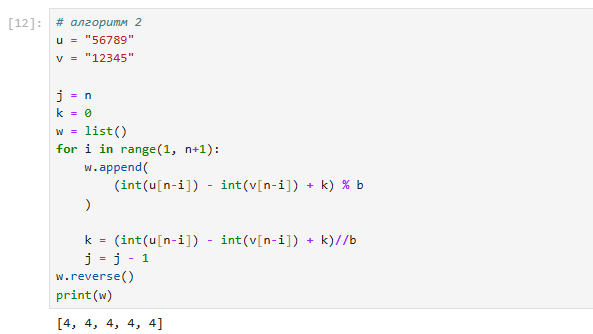 [12]: # алгоритм 2
u = "56789"
v = "12345"

j = n
k = 0
w = list()
for i in range(1, n+1):
    w.append(
        (int(u[n-i]) - int(v[n-i]) + k) % b
    )

    k = (int(u[n-i]) - int(v[n-i]) + k)//b
    j = j - 1
w.reverse()
print(w)
[4, 4, 4, 4, 4]